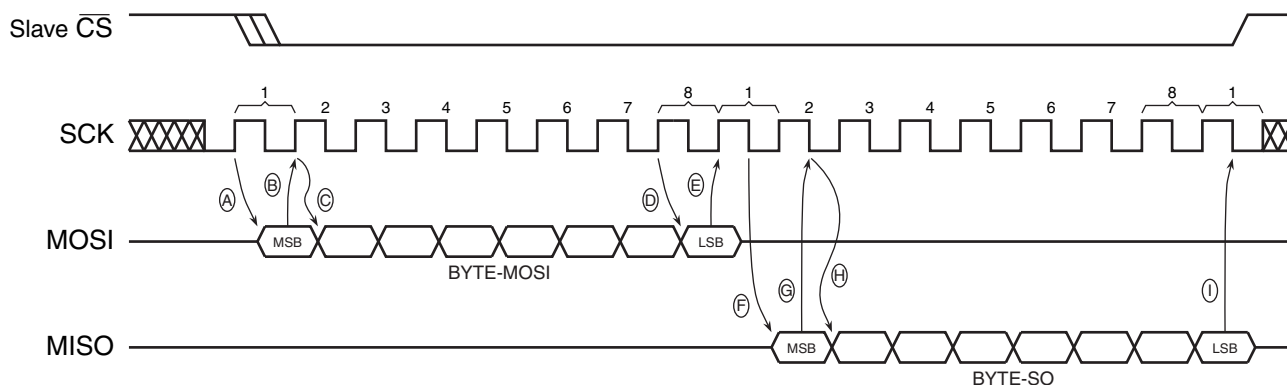 Slave CS
1 2 3 4 5 6 7 8 1 2 3 4 5 6 7 8 1
SCK
A B C D E
MOSI MSB LSB
BYTE-MOSI
F G H I
MISO MSB LSB
BYTE-SO